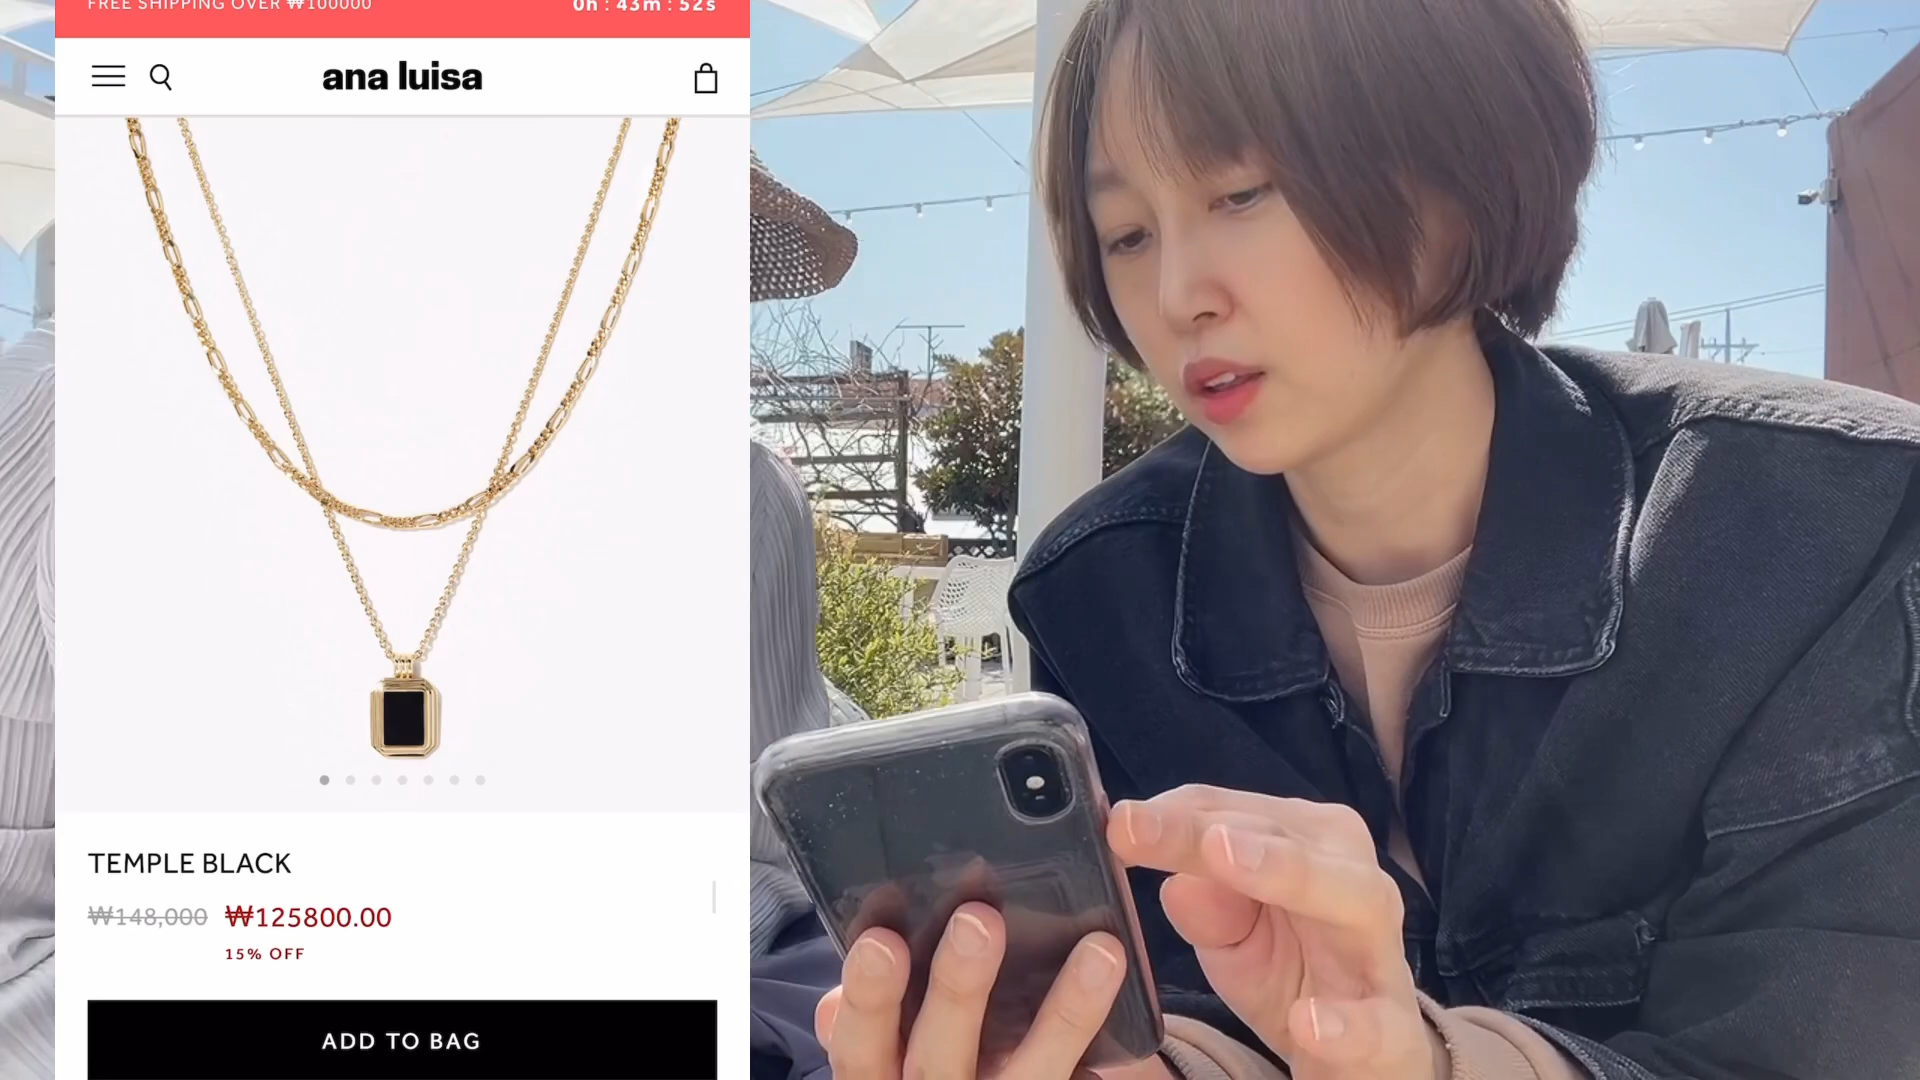 FREE SHIPPING OVER ₩100000
0h : 43m : 52s
ana luisa
TEMPLE BLACK
₩148,000 ₩125800.00
15% OFF
ADD TO BAG